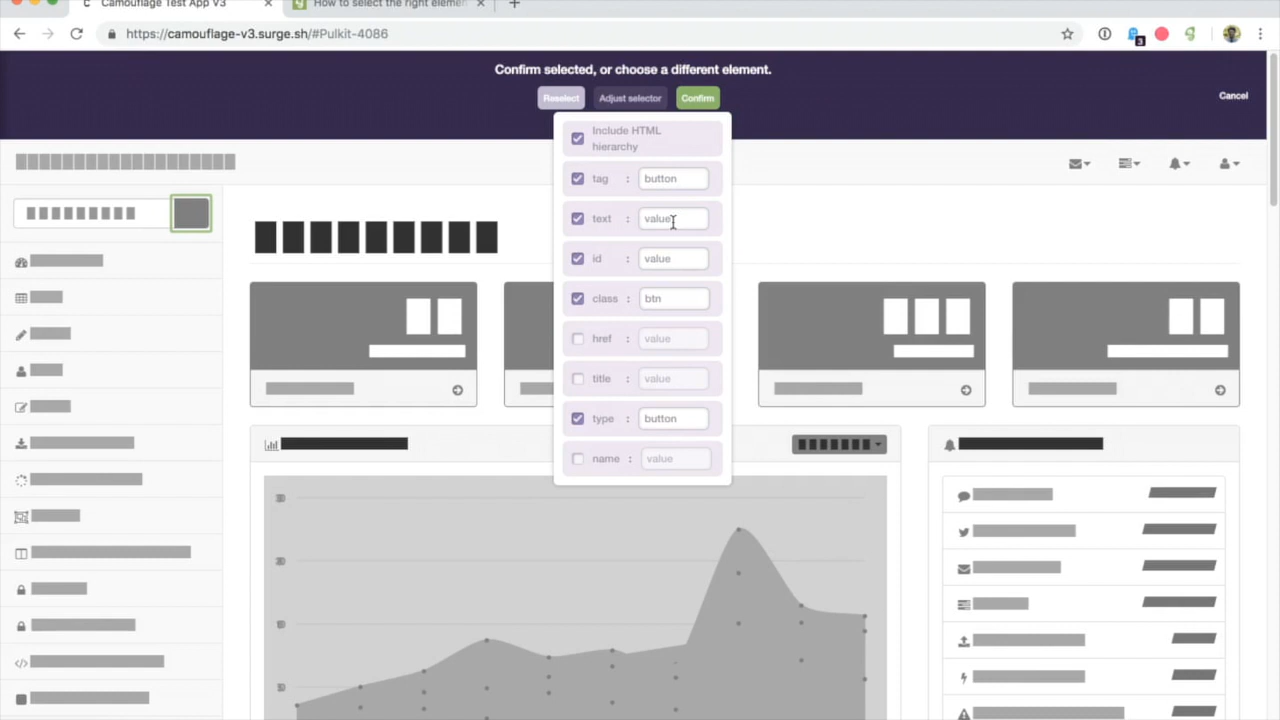 Camouflage Test App V3
How to select the right elemen
https://camouflage-v3.surge.sh/#Pulkit-4086
3
Confirm selected, or choose a different element.
Reselect
Adjust selector
Confirm
Cancel
Include HTML
hierarchy
tag : button
text : value
id : value
class : btn
href : value
title : value
type : button
name : value